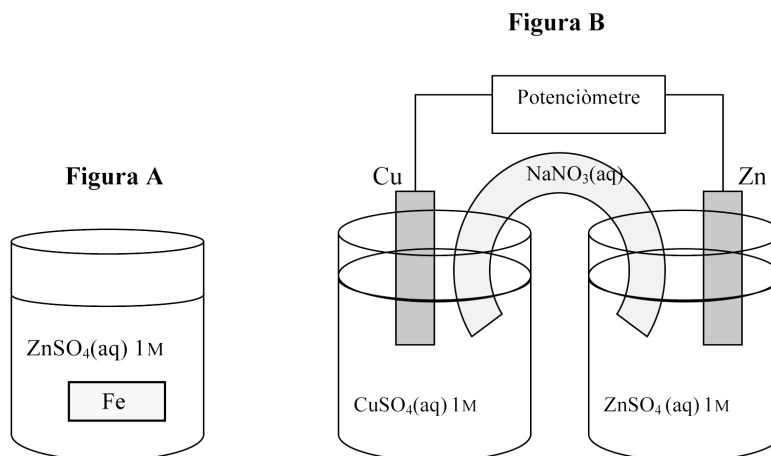 Figura B
Potenciòmetre
Figura A
Cu
NaNO₃(aq)
Zn
ZnSO₄(aq) 1M
Fe
CuSO₄(aq) 1M
ZnSO₄ (aq) 1M